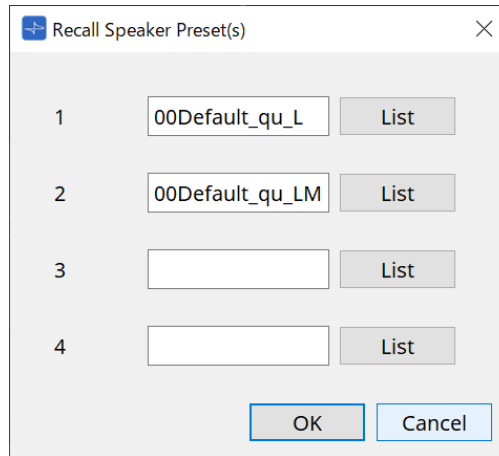 Recall Speaker Preset(s)
1 00Default_qu_L List
2 00Default_qu_LM List
3 List
4 List
OK Cancel